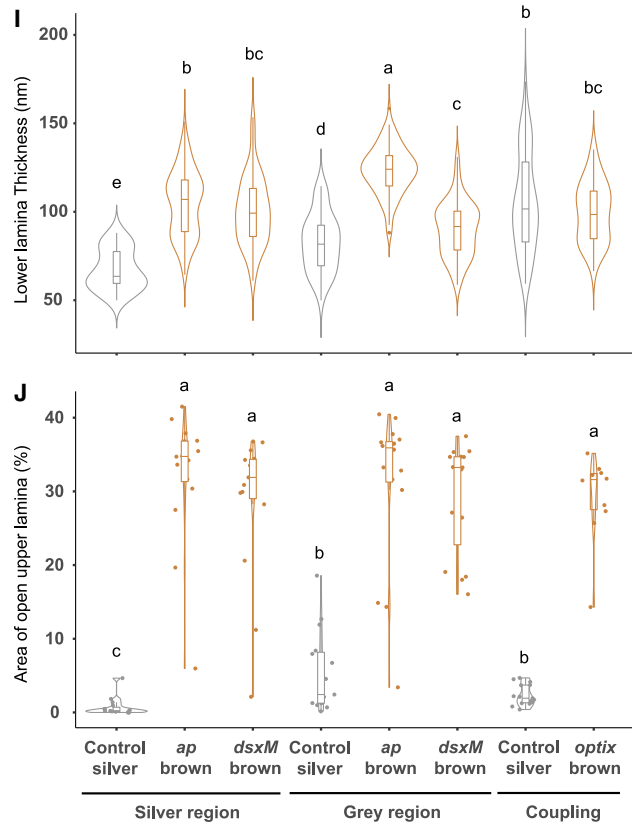 I
Lower lamina Thickness (nm)
200
150
100
50
e
b
bc
d
a
c
b
bc
J
Area of open upper lamina (%)
40
30
20
10
0
c
a
a
b
a
a
b
a
Control silver
ap brown
dsxM brown
Control silver
ap brown
dsxM brown
Control silver
optix brown
Silver region
Grey region
Coupling